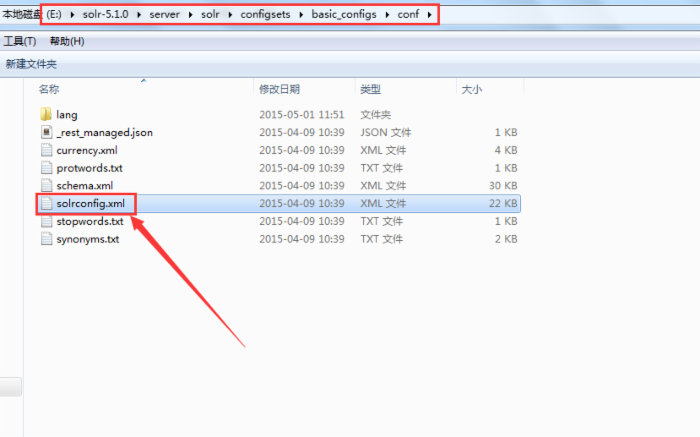 本地磁盘 (E:) solr-5.1.0 server solr configsets basic_configs conf
工具(T) 帮助(H)
新建文件夹
名称 修改日期 类型 大小
lang 2015-05-01 11:51 文件夹
_rest_managed.json 2015-04-09 10:39 JSON 文件 1 KB
currency.xml 2015-04-09 10:39 XML 文件 4 KB
protwords.txt 2015-04-09 10:39 TXT 文件 1 KB
schema.xml 2015-04-09 10:39 XML 文件 30 KB
solrconfig.xml 2015-04-09 10:39 XML 文件 22 KB
stopwords.txt 2015-04-09 10:39 TXT 文件 1 KB
synonyms.txt 2015-04-09 10:39 TXT 文件 2 KB